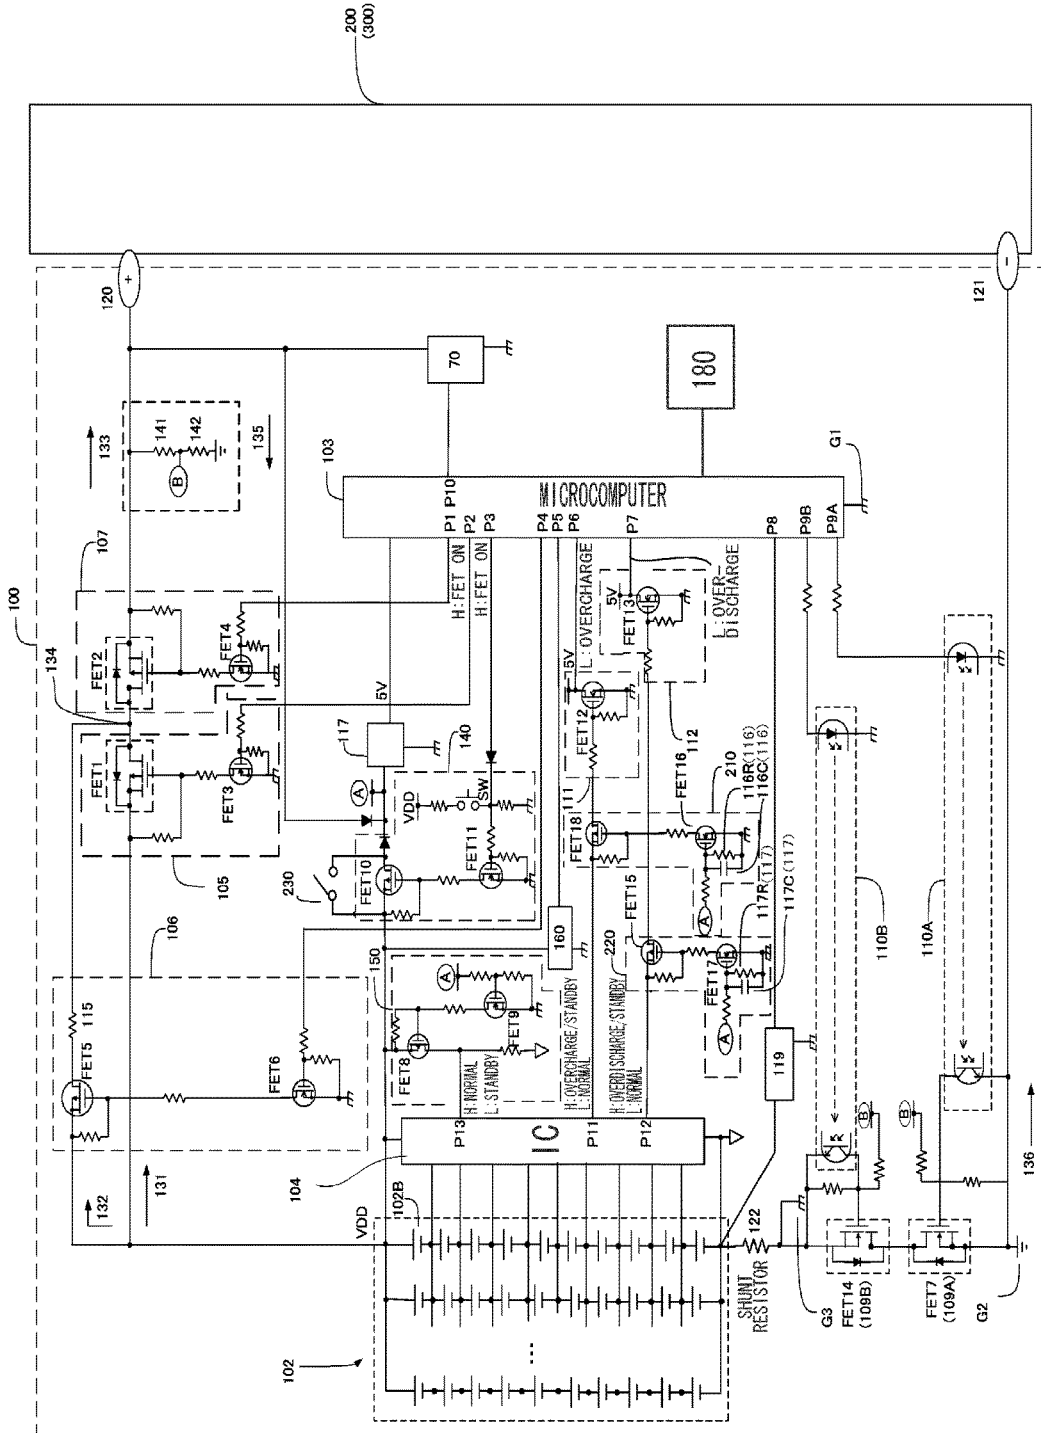 200
(300)
100
120
+
133
141
142
B
135
107
134
FET2
FET4
FET1
FET3
105
106
115
FET5
FET6
132
131
70
180
103
MICROCOMPUTER
G1
P10
P1
P2
P3
P4
P5
P6
P7
P8
P9B
P9A
H:FET ON
H:FET ON
5V
117
A
140
VDD
SW
FET10
FET11
230
150
160
A
FET8
FET9
H:NORMAL
L:STANDBY
H:OVERCHARGE/STANDBY
L:NORMAL
H:OVERDISCHARGE/STANDBY
L:NORMAL
L:OVERCHARGE
5V
FET12
111
5V
FET13
112
L:OVER-
DISCHARGE
FET18
FET16
210
116R(116)
116C(116)
A
220
FET15
FET17
117R(117)
117C(117)
A
119
104
IC
P13
P11
P12
VDD
102B
102
SHUNT
RESISTOR
122
G3
FET14
(109B)
FET7
(109A)
G2
B
B
110B
110A
136
121
-